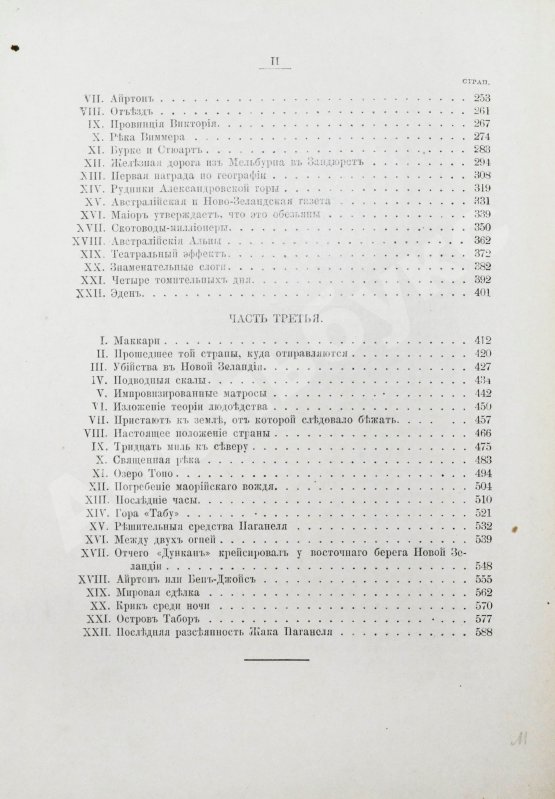 II
СТРАН.
VII. Айртонъ . . . 253
VIII. Отъѣздъ . . . 261
IX. Провинція Викторія. . . . 267
X. Рѣка Виммера . . . 274
XI. Бурке и Стюартъ . . . 283
XII. Желѣзная дорога изъ Мельбурна въ Зандюрстъ . . . 294
XIII. Первая награда по географіи . . . 308
XIV. Рудники Александровской горы . . . 319
XV. Австралійская и Ново-Зеландская газета . . . 331
XVI. Маіоръ утверждаетъ, что это обезьяны . . . 339
XVII. Скотоводы-милліонеры. . . . 350
XVIII. Австралійскія Альпы . . . 362
XIX. Театральный эффектъ. . . . 372
XX. Знаменательные слоги . . . 382
XXI. Четыре томительныхъ дня. . . . 392
XXII. Эденъ. . . . 401
ЧАСТЬ ТРЕТЬЯ.
I. Маккари . . . 412
II. Прошедшее той страны, куда отправляются . . . 420
III. Убійства въ Новой Зеландіи. . . . 427
IV. Подводныя скалы. . . . 434
V. Импровизированные матросы . . . 442
VI. Изложеніе теоріи людоѣдства . . . 450
VII. Пристаютъ къ землѣ, отъ которой слѣдовало бѣжать. . . . 457
VIII. Настоящее положеніе страны . . . 466
IX. Тридцать миль къ сѣверу . . . 475
X. Священная рѣка . . . 483
XI. Озеро Топо . . . 494
XII. Погребеніе маорійскаго вождя. . . . 504
XIII. Послѣдніе часы. . . . 510
XIV. Гора «Табу» . . . 521
XV. Рѣшительныя средства Паганеля . . . 532
XVI. Между двухъ огней . . . 539
XVII. Отчего «Дунканъ» крейсировалъ у восточнаго берега Новой Зе-
ландіи . . . 548
XVIII. Айртонъ или Бенъ-Джойсъ . . . 555
XIX. Мировая сдѣлка . . . 562
XX. Крикъ среди ночи . . . 570
XXI. Островъ Таборъ . . . 577
XXII. Послѣдняя разсѣянность Жака Паганеля . . . 588